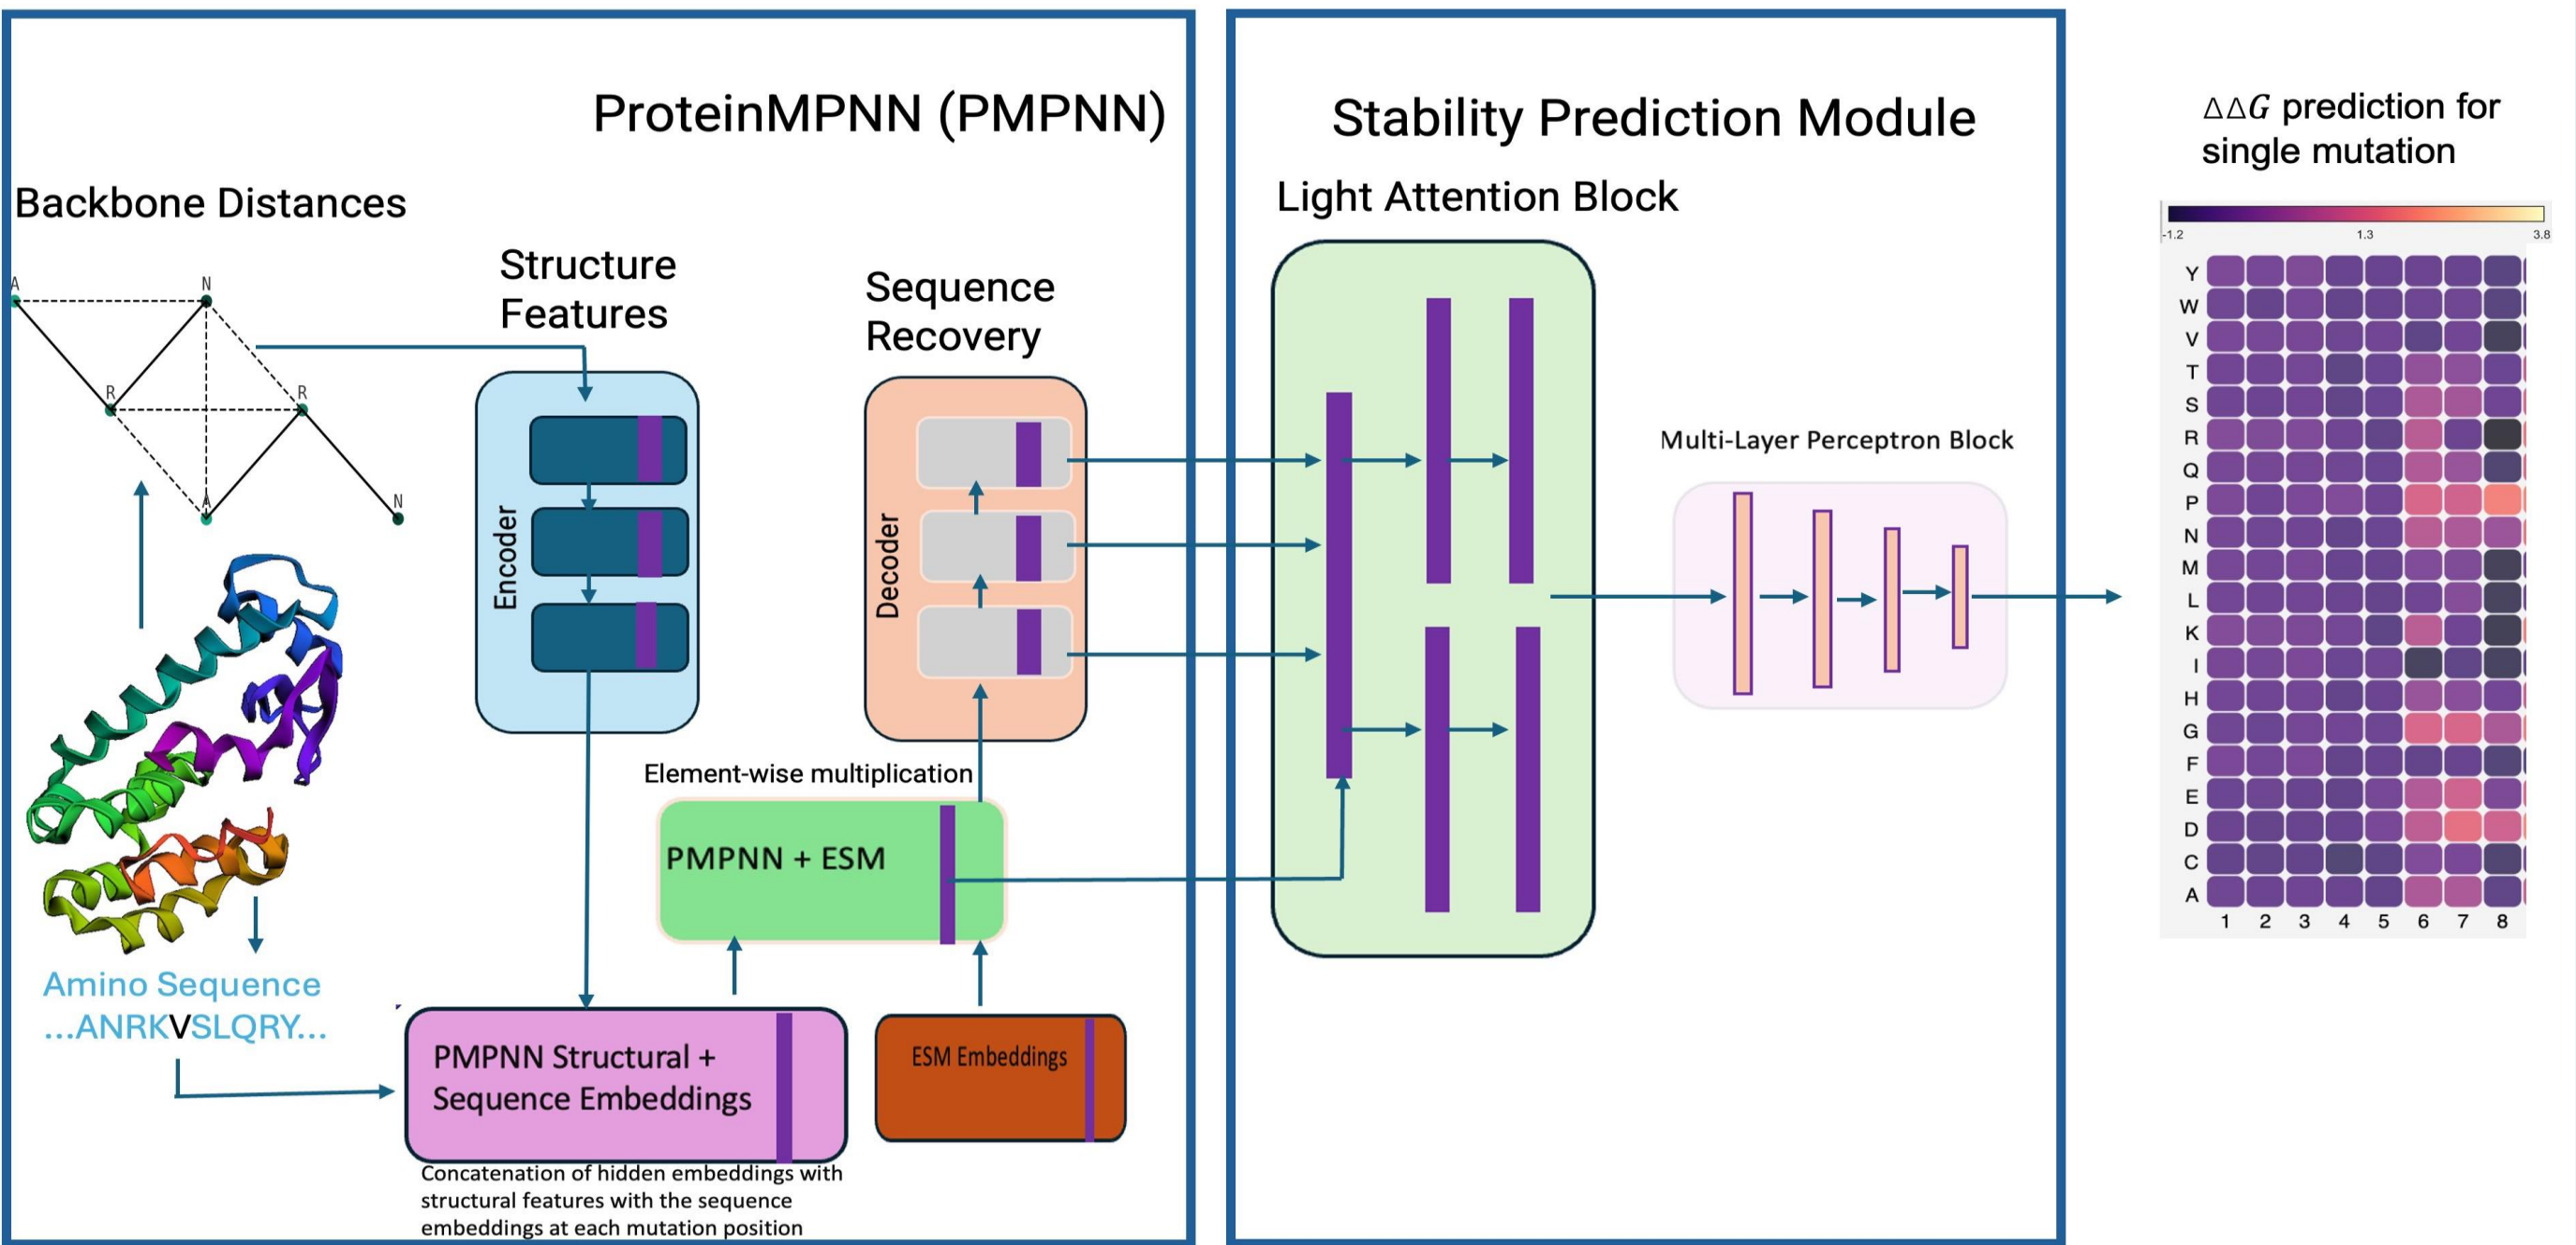 ProteinMPNN (PMPNN)
Backbone Distances
A
N
R
R
A
N
Structure
Features
Encoder
Sequence
Recovery
Decoder
Element-wise multiplication
PMPNN + ESM
Amino Sequence
...ANRKVSLQRY...
PMPNN Structural +
Sequence Embeddings
ESM Embeddings
Concatenation of hidden embeddings with
structural features with the sequence
embeddings at each mutation position
Stability Prediction Module
Light Attention Block
Multi-Layer Perceptron Block
ΔΔG prediction for
single mutation
-1.2 1.3 3.8
Y
W
V
T
S
R
Q
P
N
M
L
K
I
H
G
F
E
D
C
A
1 2 3 4 5 6 7 8